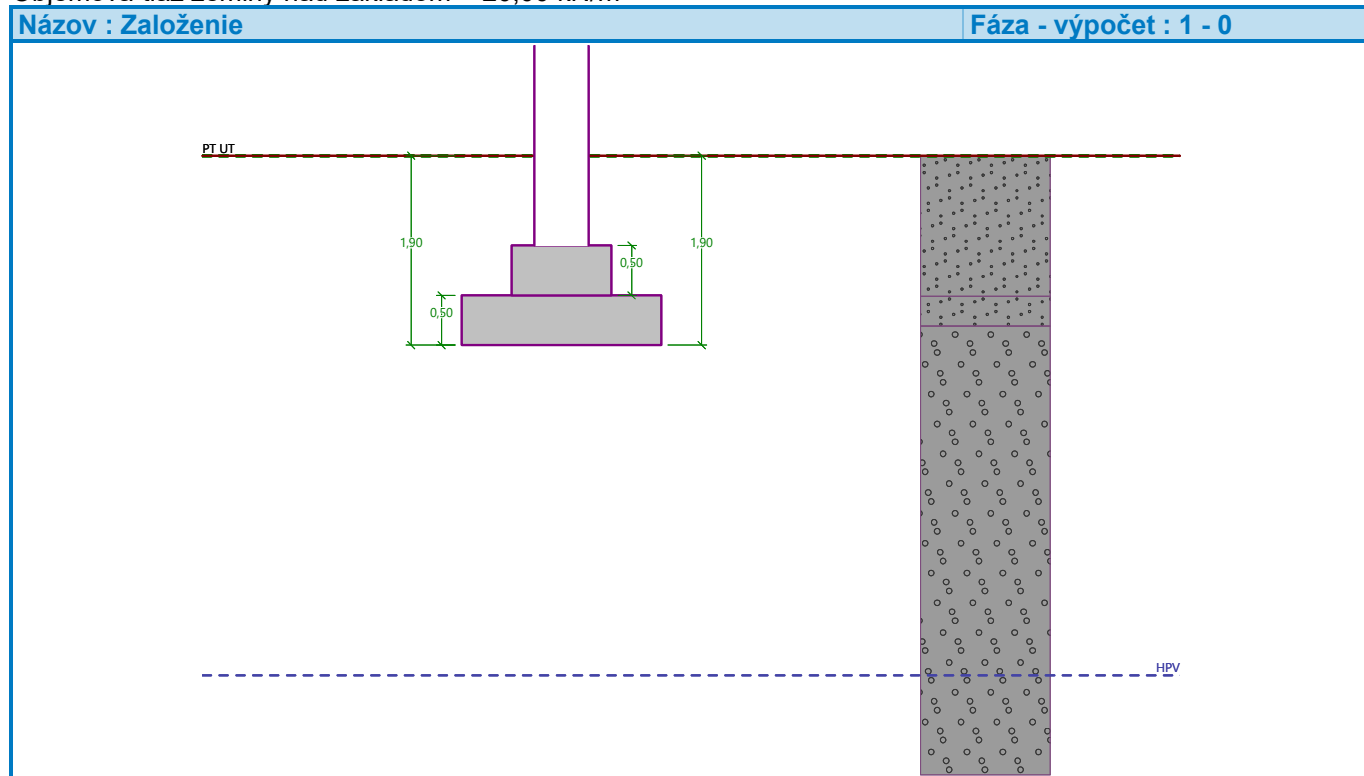 Názov : Založenie Fáza - výpočet : 1 - 0
PT UT
1,90 1,90
0,50
0,50
HPV